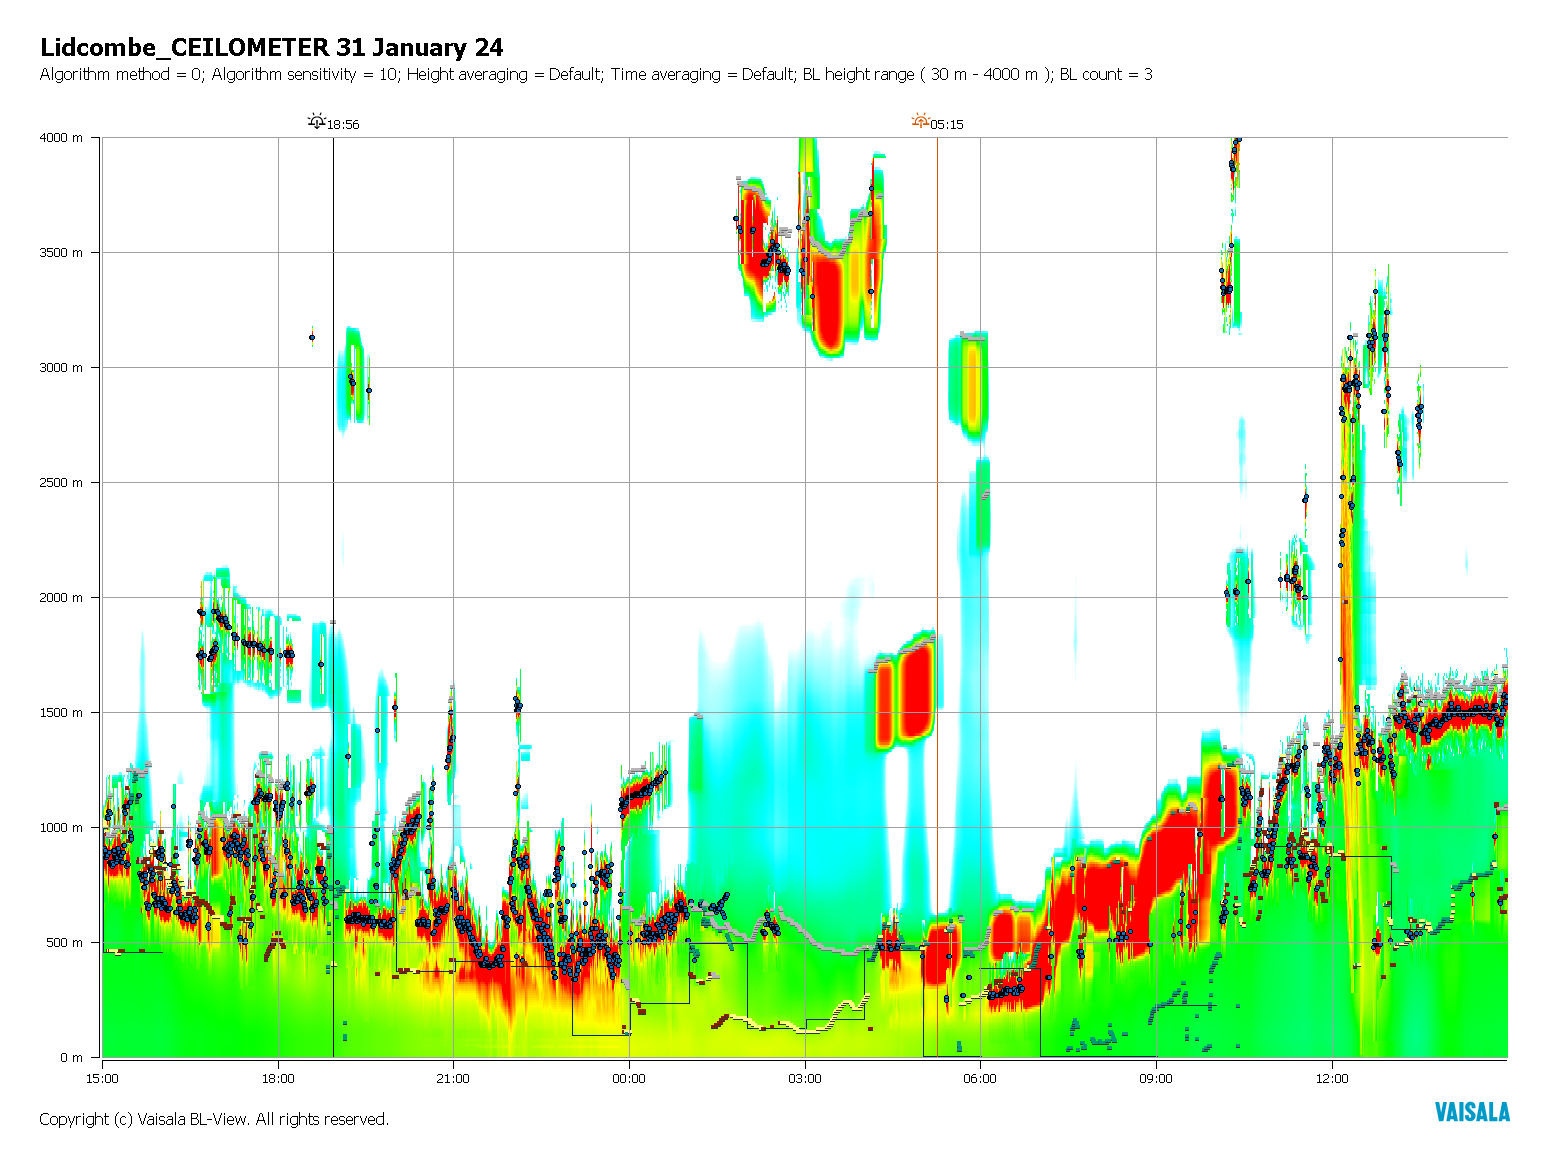 Lidcombe_CEILOMETER 31 January 24
Algorithm method = 0; Algorithm sensitivity = 10; Height averaging = Default; Time averaging = Default; BL height range ( 30 m - 4000 m ); BL count = 3
18:56 05:15
4000 m
3500 m
3000 m
2500 m
2000 m
1500 m
1000 m
500 m
0 m
15:00 18:00 21:00 00:00 03:00 06:00 09:00 12:00
Copyright (c) Vaisala BL-View. All rights reserved.
VAISALA